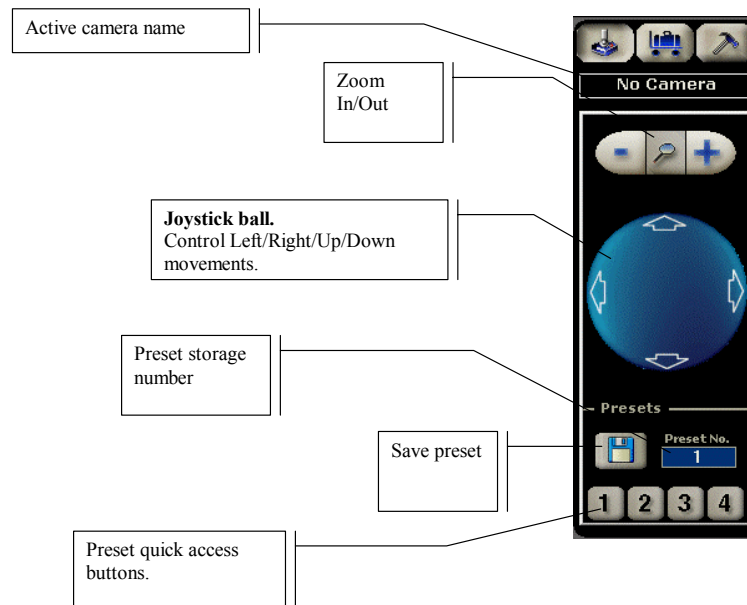 Active camera name
No Camera
Zoom
In/Out
Joystick ball.
Control Left/Right/Up/Down
movements.
Preset storage
number
Presets
Save preset
Preset No.
1
1 2 3 4
Preset quick access
buttons.